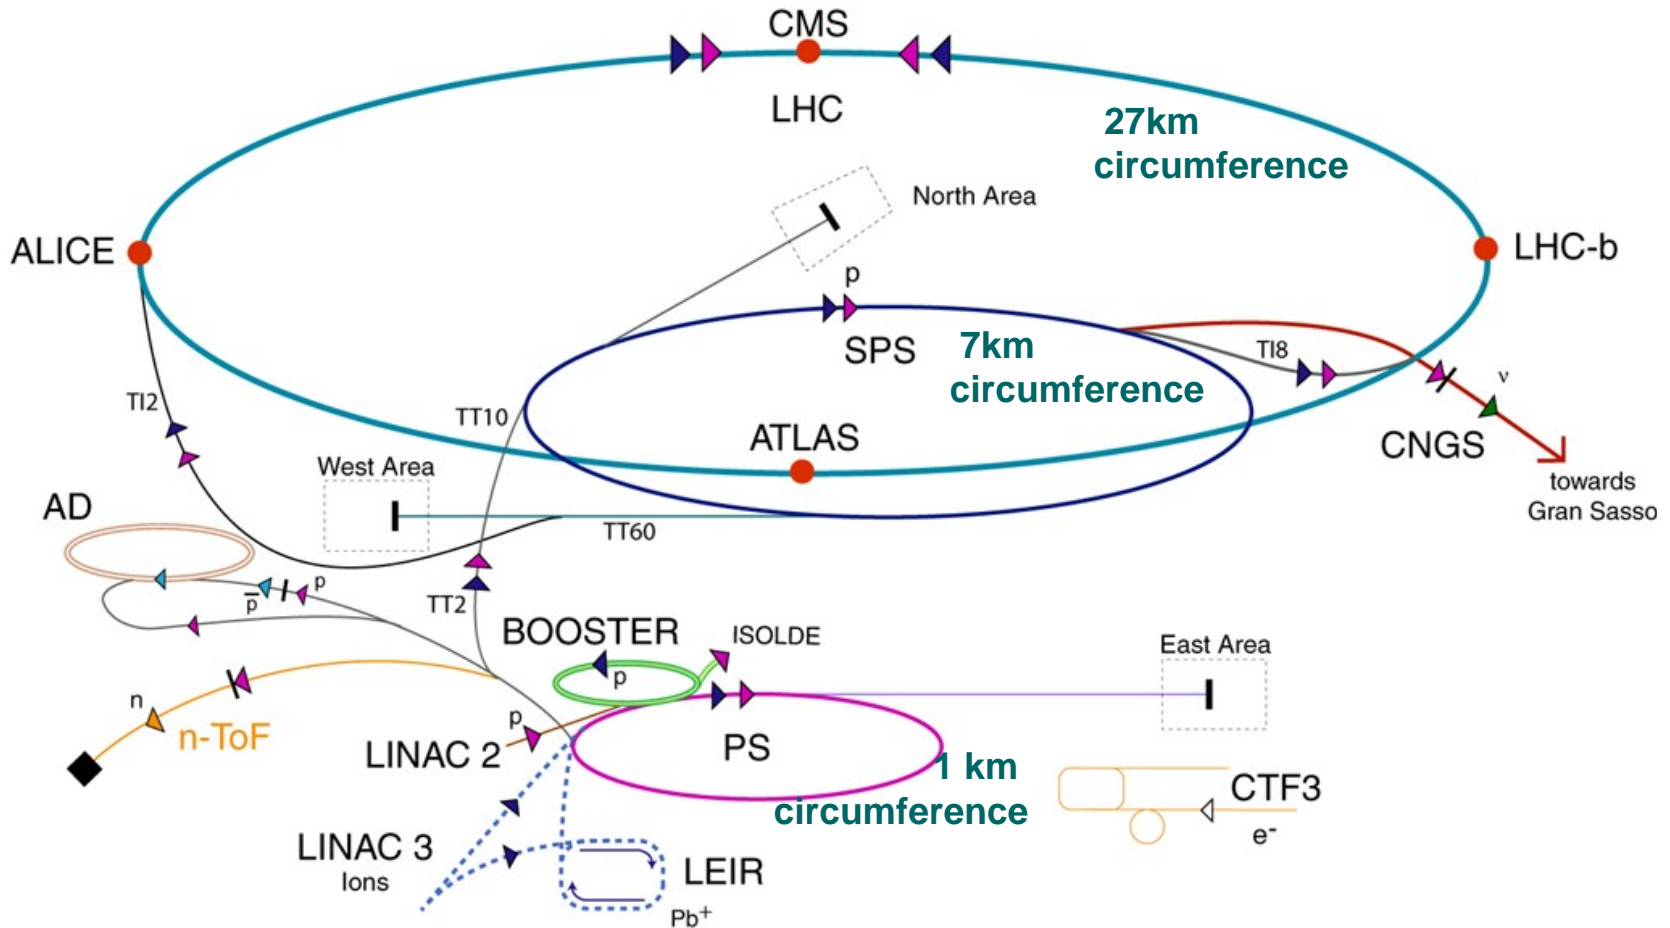 CMS
LHC
27km
circumference
North Area
ALICE
LHC-b
p
SPS
7km
circumference
TI8
ν
TI2
TT10
ATLAS
CNGS
West Area
towards
Gran Sasso
AD
TT60
p
p̅
TT2
BOOSTER
ISOLDE
East Area
p
n
p
n-ToF
LINAC 2
PS
1 km
circumference
CTF3
e⁻
LINAC 3
Ions
LEIR
Pb⁺